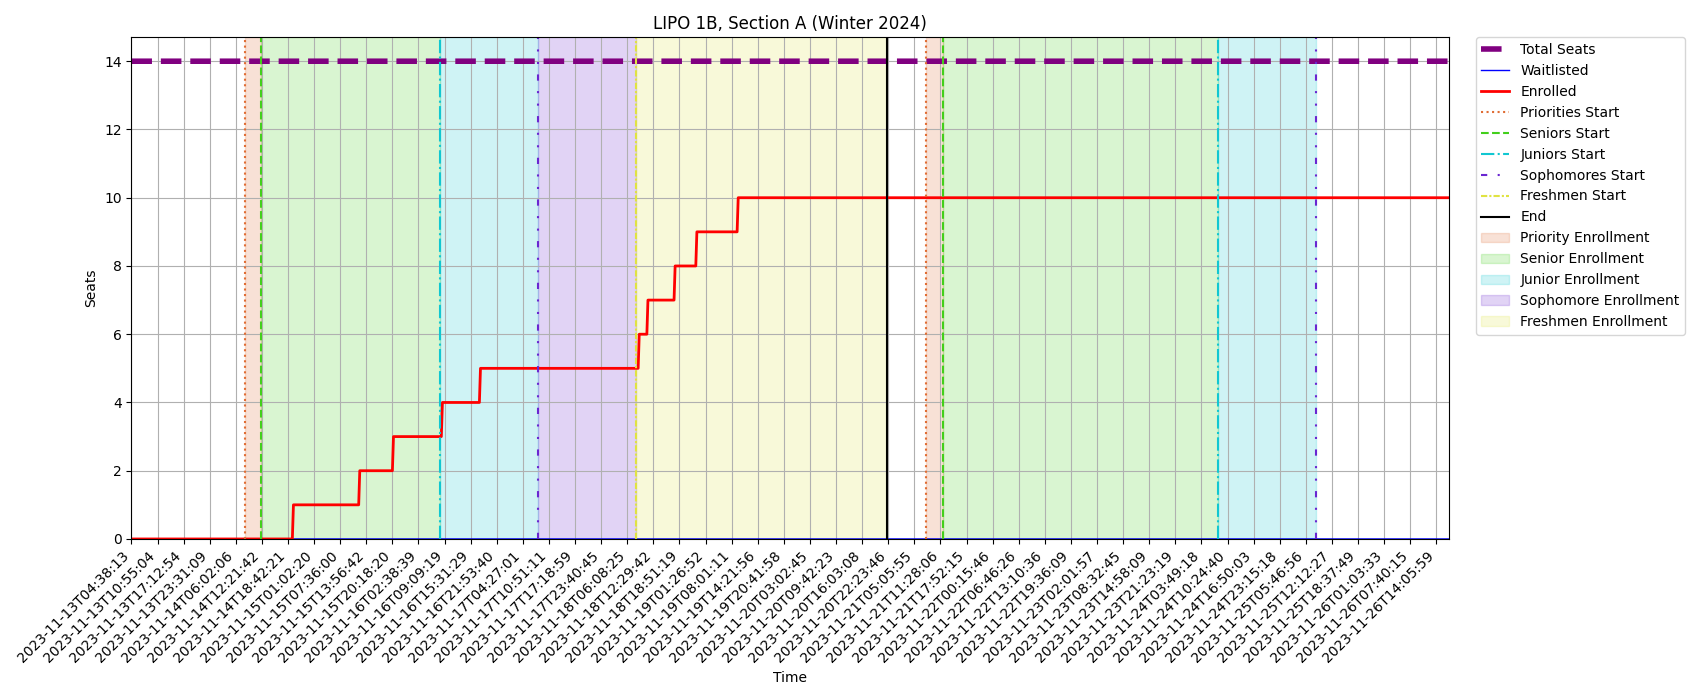 LIPO 1B, Section A (Winter 2024)
14
12
10
8
6
4
2
0
Seats
2023-11-13T04:38:13
2023-11-13T10:55:04
2023-11-13T17:12:54
2023-11-13T23:31:09
2023-11-14T06:02:06
2023-11-14T12:21:42
2023-11-14T18:42:21
2023-11-15T01:02:20
2023-11-15T07:36:00
2023-11-15T13:56:42
2023-11-15T20:18:20
2023-11-16T02:38:39
2023-11-16T09:09:19
2023-11-16T15:31:29
2023-11-16T21:53:40
2023-11-17T04:27:01
2023-11-17T10:51:11
2023-11-17T17:18:59
2023-11-17T23:40:45
2023-11-18T06:08:25
2023-11-18T12:29:42
2023-11-18T18:51:19
2023-11-19T01:26:52
2023-11-19T08:01:11
2023-11-19T14:21:56
2023-11-19T20:41:58
2023-11-20T03:02:45
2023-11-20T09:42:23
2023-11-20T16:03:08
2023-11-20T22:23:46
2023-11-21T05:05:55
2023-11-21T11:28:06
2023-11-21T17:52:15
2023-11-22T00:15:46
2023-11-22T06:46:26
2023-11-22T13:10:36
2023-11-22T19:36:09
2023-11-23T02:01:57
2023-11-23T08:32:45
2023-11-23T14:58:09
2023-11-23T21:23:19
2023-11-24T03:49:18
2023-11-24T10:24:40
2023-11-24T16:50:03
2023-11-24T23:15:18
2023-11-25T05:46:56
2023-11-25T12:12:27
2023-11-25T18:37:49
2023-11-26T01:03:33
2023-11-26T07:40:15
2023-11-26T14:05:59
Time
Total Seats
Waitlisted
Enrolled
Priorities Start
Seniors Start
Juniors Start
Sophomores Start
Freshmen Start
End
Priority Enrollment
Senior Enrollment
Junior Enrollment
Sophomore Enrollment
Freshmen Enrollment